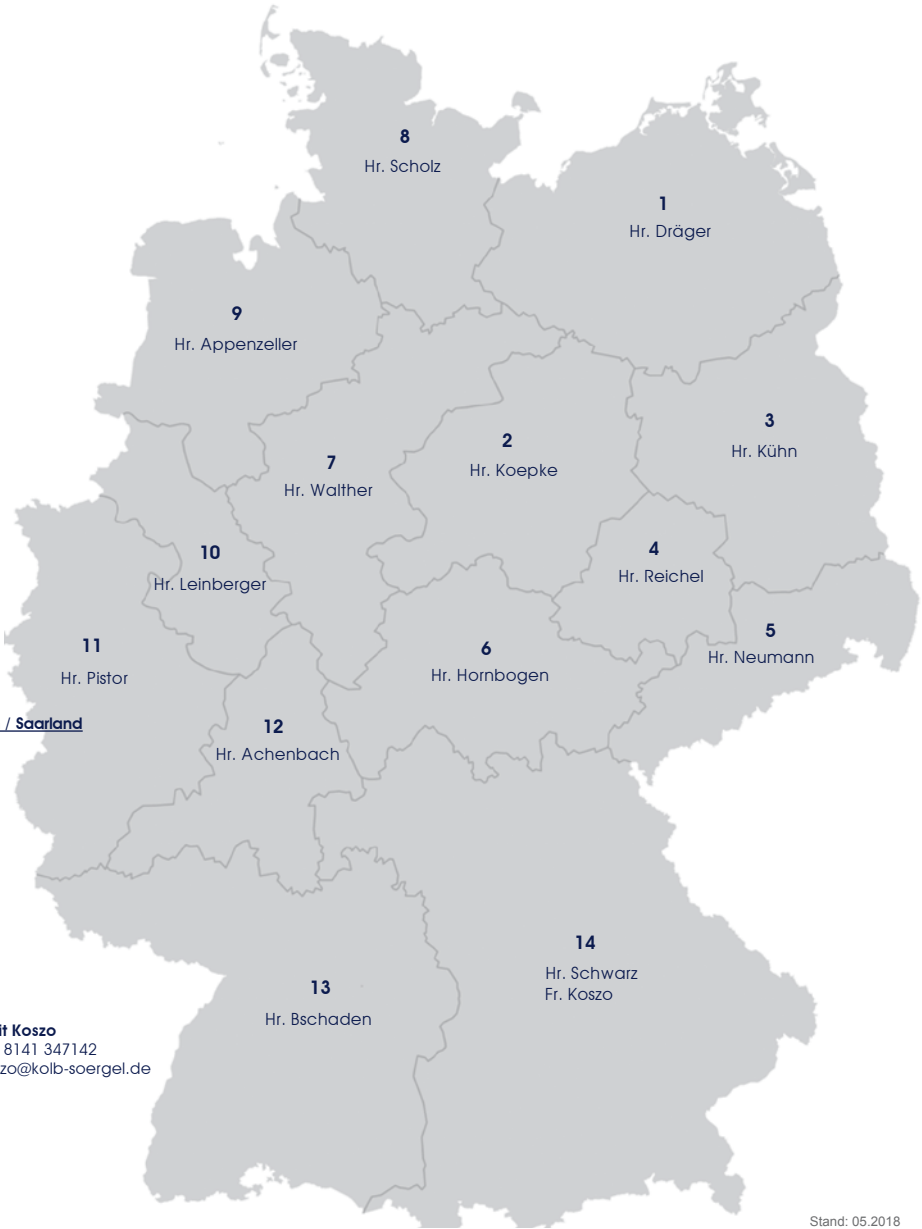 8
Hr. Scholz
1
Hr. Dräger
9
Hr. Appenzeller
3
Hr. Kühn
2
Hr. Koepke
7
Hr. Walther
10
Hr. Leinberger
4
Hr. Reichel
5
Hr. Neumann
11
Hr. Pistor
6
Hr. Hornbogen
/ Saarland
12
Hr. Achenbach
14
Hr. Schwarz
Fr. Koszo
13
Hr. Bschaden
it Koszo
8141 347142
zo@kolb-soergel.de
Stand: 05.2018